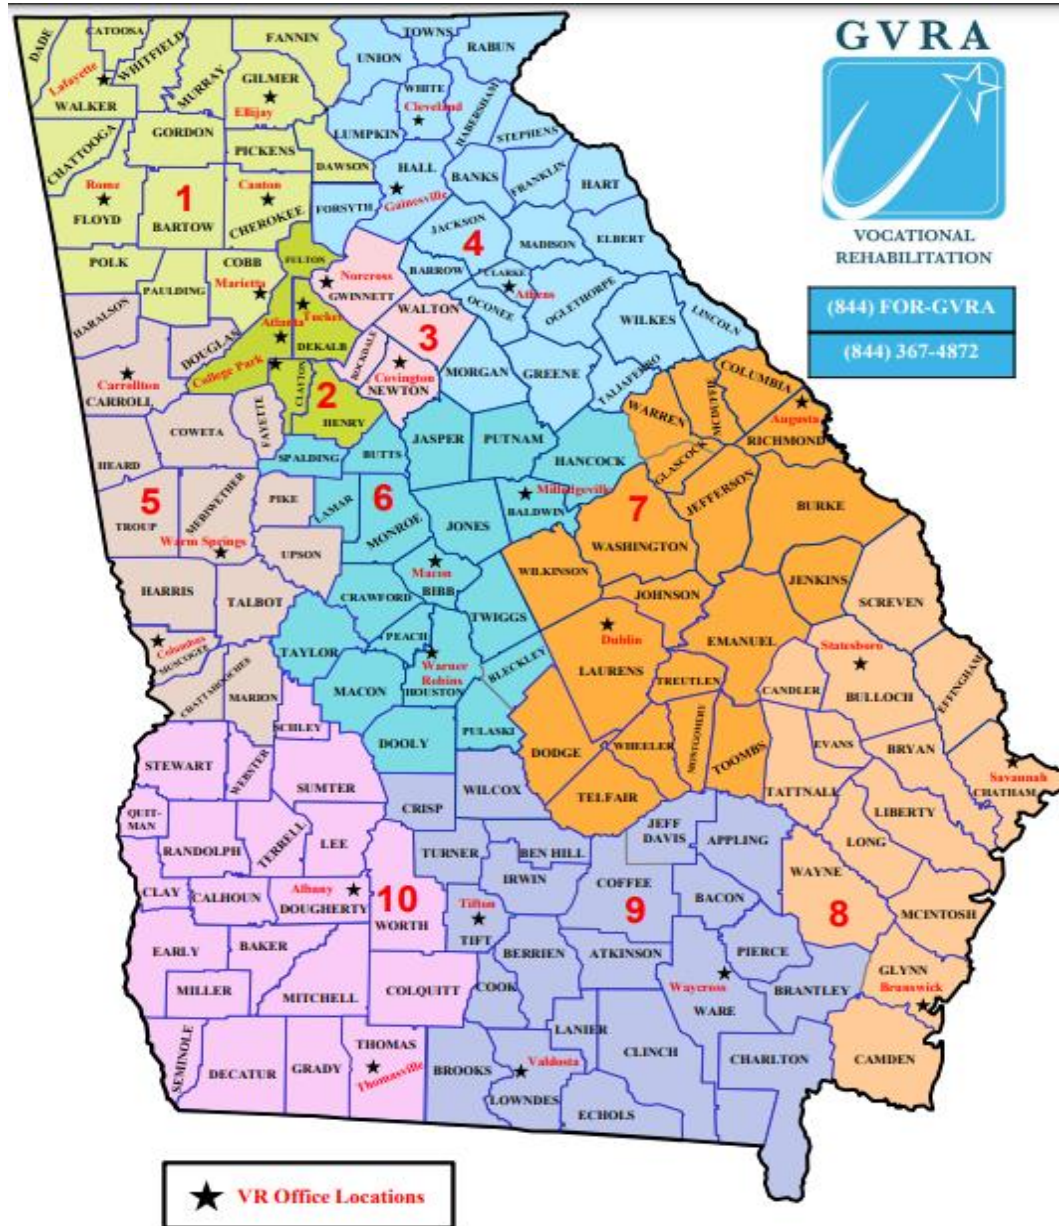 GVRA
VOCATIONAL
REHABILITATION
(844) FOR-GVRA
(844) 367-4872
DADE
CATOOSA
WHITFIELD
MURRAY
FANNIN
Lafayette
WALKER
GILMER
Ellijay
CHATTOOGA
GORDON
PICKENS
DAWSON
Rome
FLOYD
1
BARTOW
Canton
CHEROKEE
POLK
PAULDING
COBB
Marietta
UNION
TOWNS
RABUN
WHITE
Cleveland
HABERSHAM
LUMPKIN
STEPHENS
HALL
Gainesville
BANKS
FRANKLIN
HART
FORSYTH
JACKSON
4
MADISON
ELBERT
BARROW
CLARKE
Athens
OCONEE
OGLETHORPE
WILKES
LINCOLN
MORGAN
GREENE
TALIAFERRO
FULTON
Atlanta
Tucker
DEKALB
College Park
CLAYTON
2
HENRY
Norcross
GWINNETT
WALTON
3
ROCKDALE
Covington
NEWTON
HARALSON
DOUGLAS
Carrollton
CARROLL
COWETA
FAYETTE
HEARD
5
TROUP
MERIWETHER
Warm Springs
PIKE
UPSON
HARRIS
TALBOT
Columbus
MUSCOGEE
CHATTAHOOCHEE
MARION
SPALDING
BUTTS
JASPER
PUTNAM
HANCOCK
LAMAR
6
MONROE
JONES
Milledgeville
BALDWIN
Macon
BIBB
CRAWFORD
TWIGGS
PEACH
TAYLOR
Warner
Robins
HOUSTON
BLECKLEY
MACON
PULASKI
DOOLY
WARREN
MCDUFFIE
COLUMBIA
Augusta
RICHMOND
GLASCOCK
JEFFERSON
7
BURKE
WASHINGTON
WILKINSON
JENKINS
JOHNSON
Dublin
EMANUEL
LAURENS
TREUTLEN
DODGE
WHEELER
MONTGOMERY
TOOMBS
TELFAIR
SCREVEN
Statesboro
CANDLER
BULLOCH
EFFINGHAM
EVANS
BRYAN
Savannah
CHATHAM
TATTNALL
LIBERTY
LONG
WAYNE
8
MCINTOSH
GLYNN
Brunswick
CAMDEN
WILCOX
CRISP
JEFF
DAVIS
APPLING
TURNER
BEN HILL
IRWIN
COFFEE
BACON
9
Tifton
TIFT
BERRIEN
ATKINSON
PIERCE
COOK
Waycross
WARE
BRANTLEY
LANIER
CLINCH
CHARLTON
BROOKS
Valdosta
LOWNDES
ECHOLS
SCHLEY
STEWART
WEBSTER
SUMTER
QUIT-
MAN
RANDOLPH
TERRELL
LEE
CLAY
CALHOUN
Albany
DOUGHERTY
10
WORTH
EARLY
BAKER
MILLER
MITCHELL
COLQUITT
SEMINOLE
DECATUR
GRADY
THOMAS
Thomasville
VR Office Locations